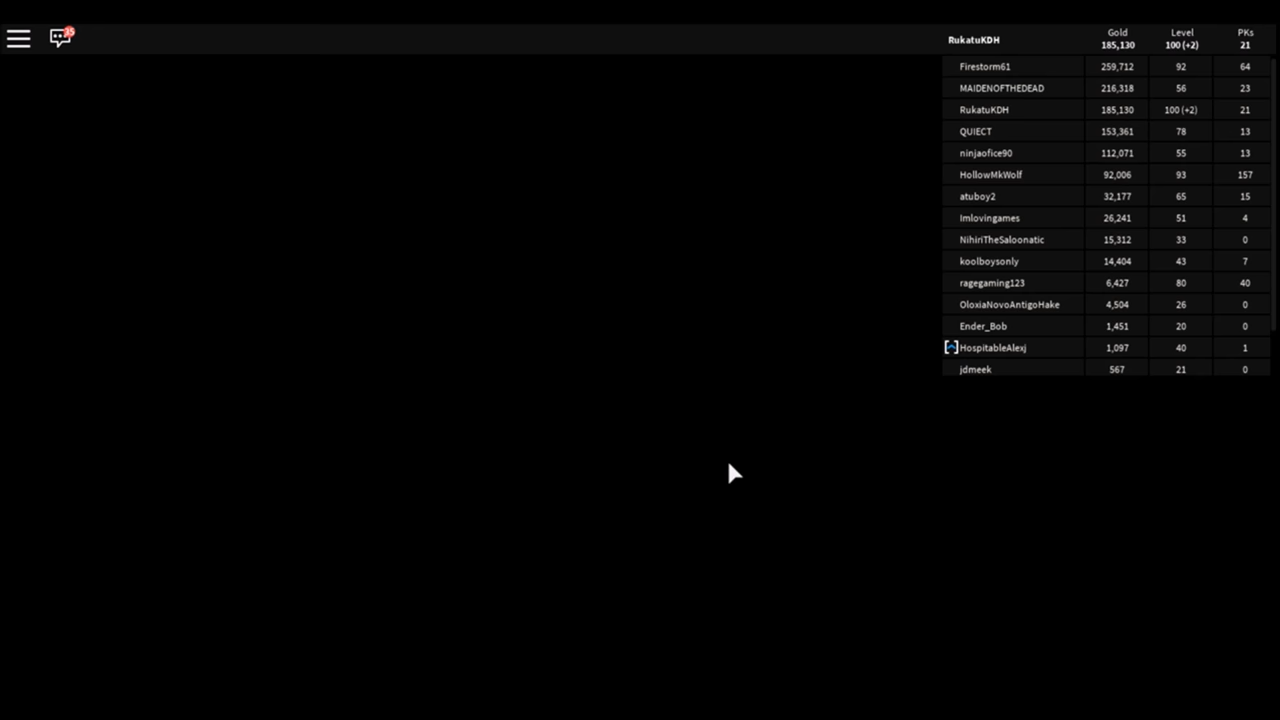 35
RukatuKDH Gold Level PKs
185,130 100 (+2) 21
Firestorm61 259,712 92 64
MAIDENOFTHEDEAD 216,318 56 23
RukatuKDH 185,130 100 (+2) 21
QUIECT 153,361 78 13
ninjaofice90 112,071 55 13
HollowMkWolf 92,006 93 157
atuboy2 32,177 65 15
Imlovingames 26,241 51 4
NihiriTheSaloonatic 15,312 33 0
koolboysonly 14,404 43 7
ragegaming123 6,427 80 40
OloxiaNovoAntigoHake 4,504 26 0
Ender_Bob 1,451 20 0
HospitableAlexj 1,097 40 1
jdmeek 567 21 0